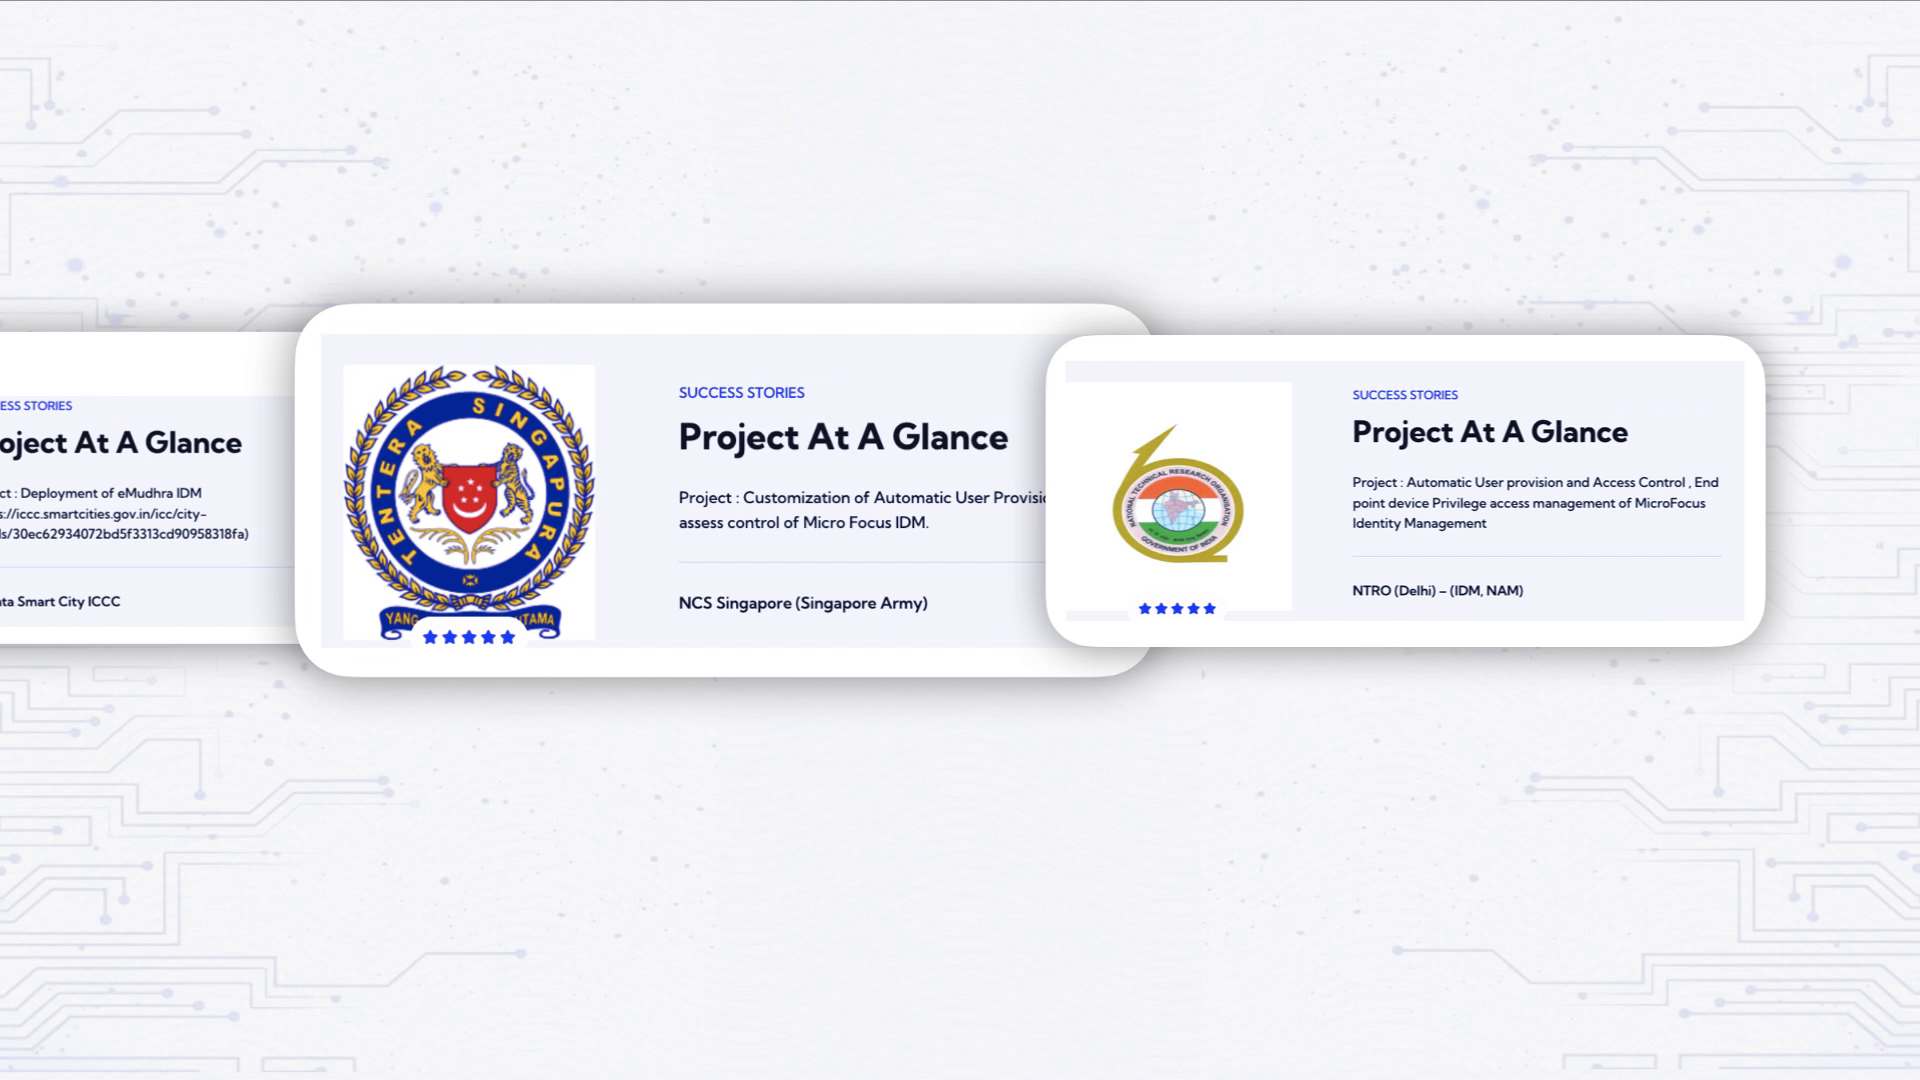 ESS STORIES
oject At A Glance
ct : Deployment of eMudhra IDM
s://iccc.smartcities.gov.in/icc/city-
ls/30ec62934072bd5f3313cd90958318fa)
ta Smart City ICCC
TENTERA SINGAPURA
YANG UTAMA
SUCCESS STORIES
Project At A Glance
Project : Customization of Automatic User Provisio
assess control of Micro Focus IDM.
NCS Singapore (Singapore Army)
NATIONAL TECHNICAL RESEARCH ORGANISATION
GOVERNMENT OF INDIA
SUCCESS STORIES
Project At A Glance
Project : Automatic User provision and Access Control , End
point device Privilege access management of MicroFocus
Identity Management
NTRO (Delhi) – (IDM, NAM)